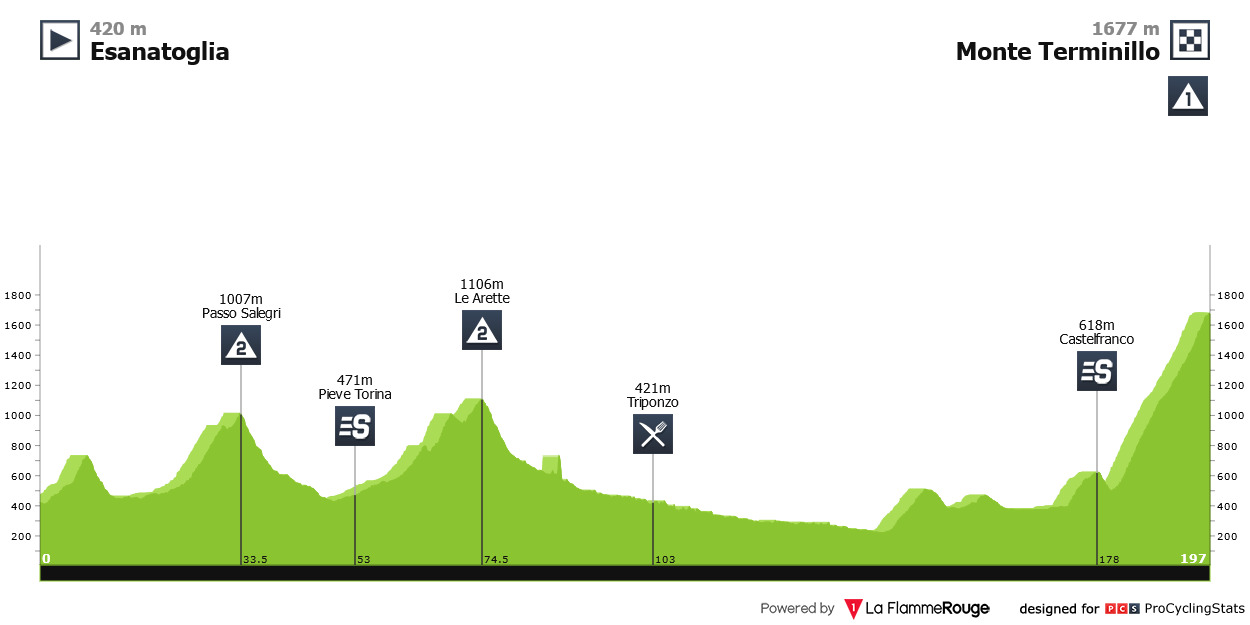 420 m
Esanatoglia
1677 m
Monte Terminillo
1
1106m
Le Arette
2
1007m
Passo Salegri
2
618m
Castelfranco
S
471m
Pieve Torina
S
421m
Triponzo
1800
1600
1400
1200
1000
800
600
400
200
1800
1600
1400
1200
1000
800
600
400
200
0
33.5
53
74.5
103
178
197
Powered by 1 La FlammeRouge designed for PCS ProCyclingStats